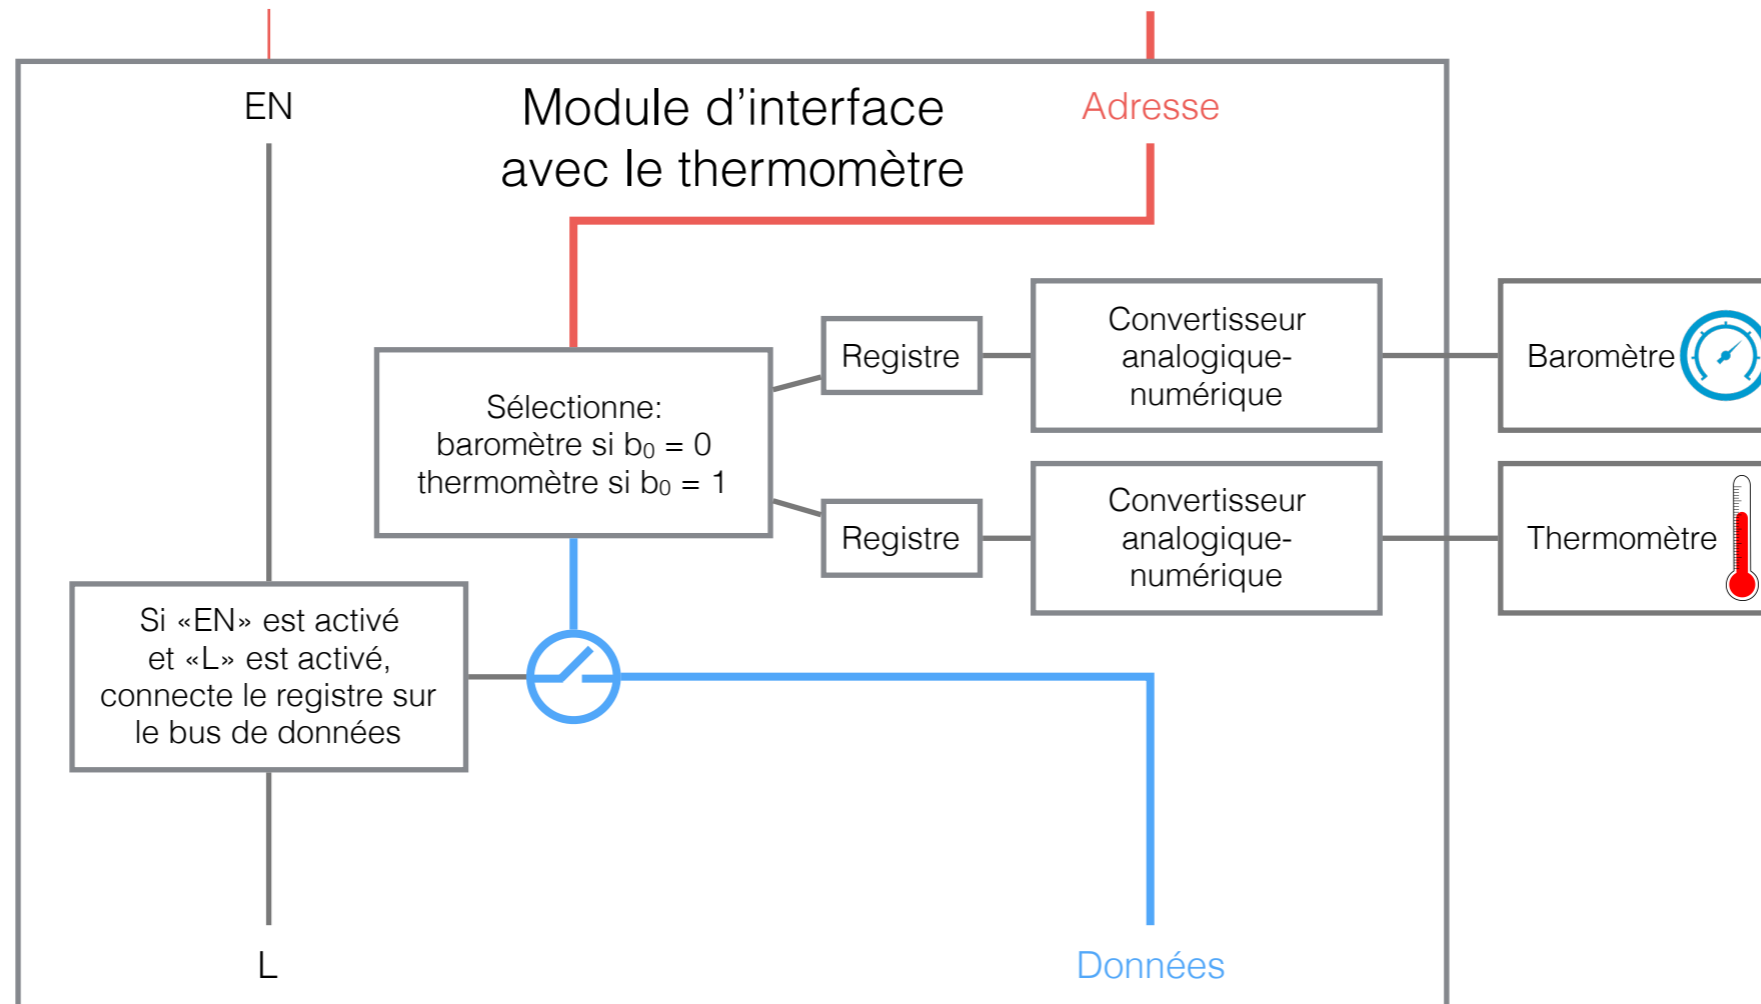 EN
Module d’interface
avec le thermomètre
Adresse
Sélectionne:
baromètre si b₀ = 0
thermomètre si b₀ = 1
Registre
Convertisseur
analogique-
numérique
Baromètre
Registre
Convertisseur
analogique-
numérique
Thermomètre
Si «EN» est activé
et «L» est activé,
connecte le registre sur
le bus de données
L
Données